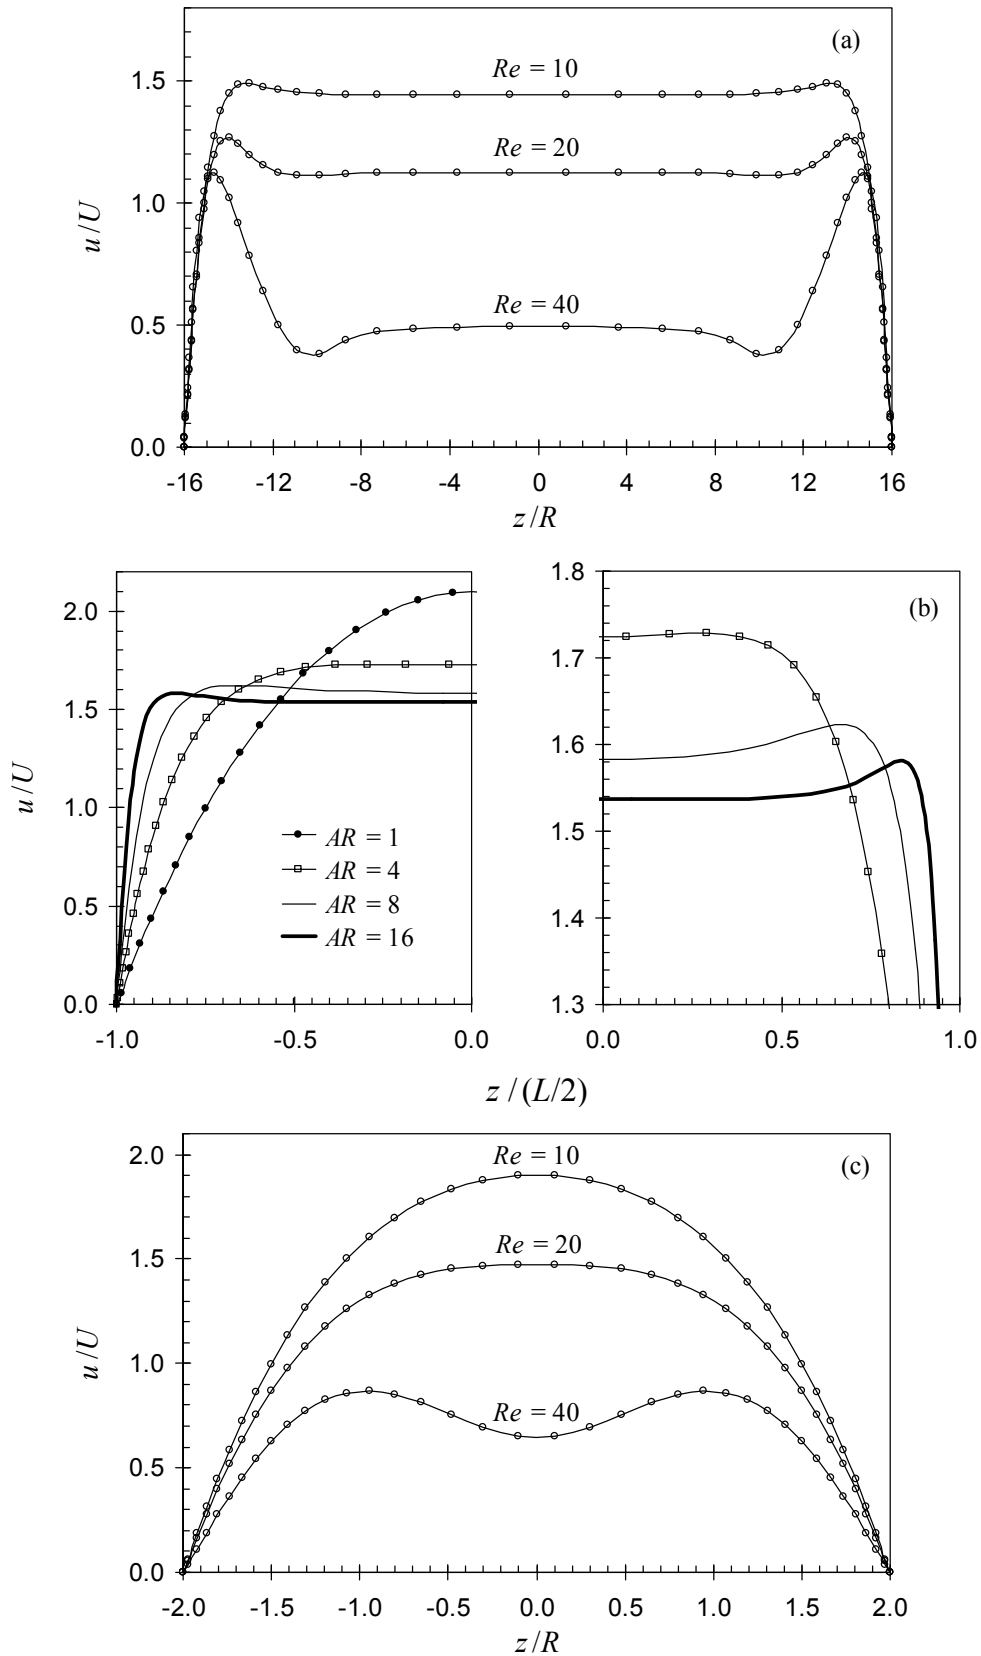 (a)
1.5
1.0
0.5
0.0
u/U
Re = 10
Re = 20
Re = 40
-16 -12 -8 -4 0 4 8 12 16
z/R
2.0
1.5
1.0
0.5
0.0
u/U
AR = 1
AR = 4
AR = 8
AR = 16
-1.0 -0.5 0.0
(b)
1.8
1.7
1.6
1.5
1.4
1.3
0.0 0.5 1.0
z / (L/2)
(c)
2.0
1.5
1.0
0.5
0.0
u/U
Re = 10
Re = 20
Re = 40
-2.0 -1.5 -1.0 -0.5 0.0 0.5 1.0 1.5 2.0
z/R